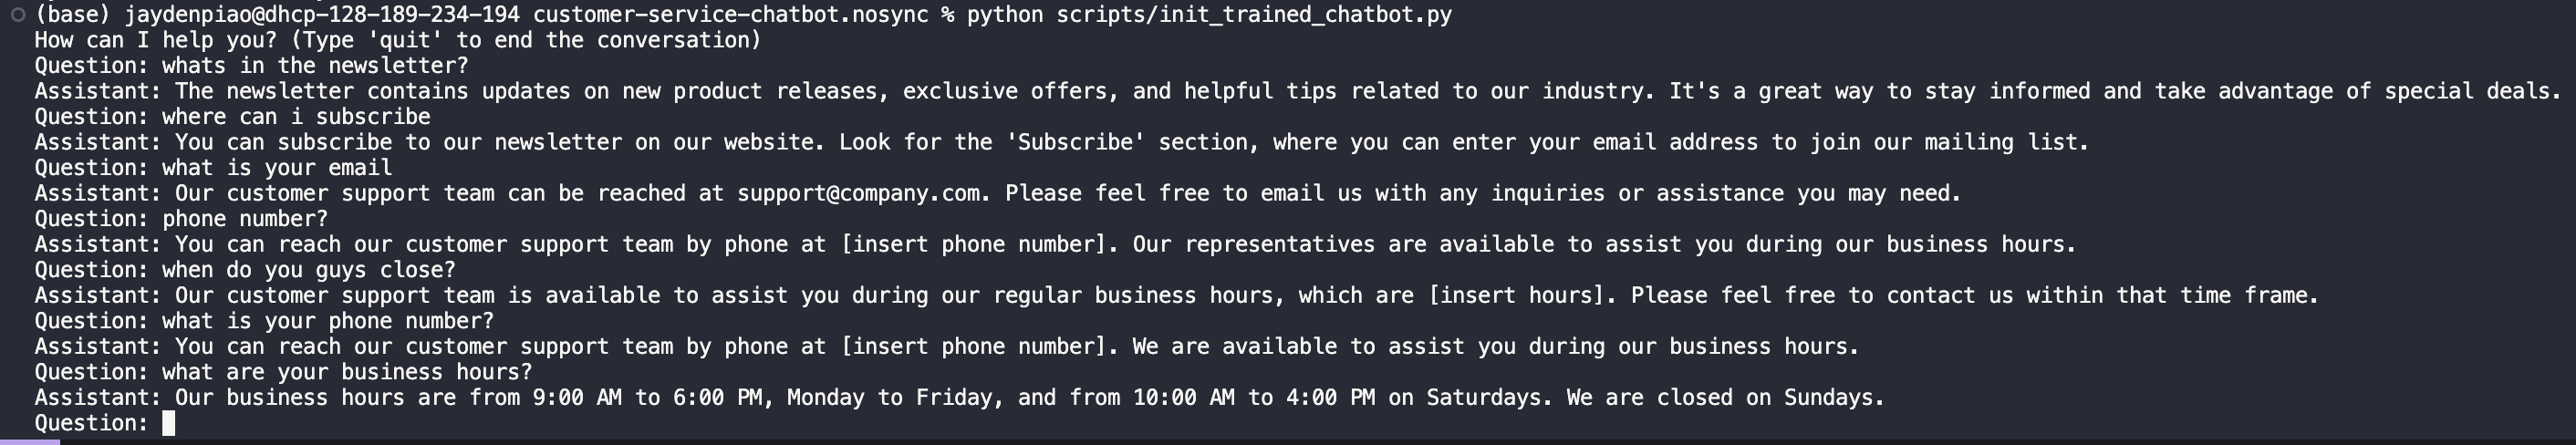 (base) jaydenpiao@dhcp-128-189-234-194 customer-service-chatbot.nosync % python scripts/init_trained_chatbot.py
How can I help you? (Type 'quit' to end the conversation)
Question: whats in the newsletter?
Assistant: The newsletter contains updates on new product releases, exclusive offers, and helpful tips related to our industry. It's a great way to stay informed and take advantage of special deals.
Question: where can i subscribe
Assistant: You can subscribe to our newsletter on our website. Look for the 'Subscribe' section, where you can enter your email address to join our mailing list.
Question: what is your email
Assistant: Our customer support team can be reached at support@company.com. Please feel free to email us with any inquiries or assistance you may need.
Question: phone number?
Assistant: You can reach our customer support team by phone at [insert phone number]. Our representatives are available to assist you during our business hours.
Question: when do you guys close?
Assistant: Our customer support team is available to assist you during our regular business hours, which are [insert hours]. Please feel free to contact us within that time frame.
Question: what is your phone number?
Assistant: You can reach our customer support team by phone at [insert phone number]. We are available to assist you during our business hours.
Question: what are your business hours?
Assistant: Our business hours are from 9:00 AM to 6:00 PM, Monday to Friday, and from 10:00 AM to 4:00 PM on Saturdays. We are closed on Sundays.
Question: